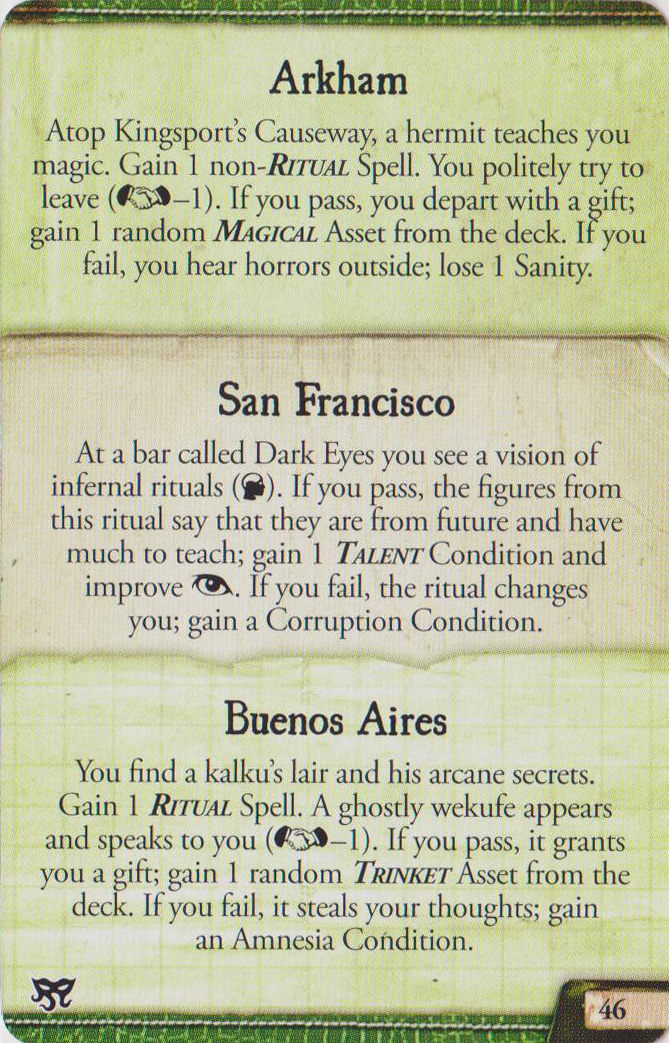 Arkham
Atop Kingsport's Causeway, a hermit teaches you
magic. Gain 1 non-RITUAL Spell. You politely try to
leave (–1). If you pass, you depart with a gift;
gain 1 random MAGICAL Asset from the deck. If you
fail, you hear horrors outside; lose 1 Sanity.
San Francisco
At a bar called Dark Eyes you see a vision of
infernal rituals (). If you pass, the figures from
this ritual say that they are from future and have
much to teach; gain 1 TALENT Condition and
improve . If you fail, the ritual changes
you; gain a Corruption Condition.
Buenos Aires
You find a kalku's lair and his arcane secrets.
Gain 1 RITUAL Spell. A ghostly wekufe appears
and speaks to you (–1). If you pass, it grants
you a gift; gain 1 random TRINKET Asset from the
deck. If you fail, it steals your thoughts; gain
an Amnesia Condition.
46